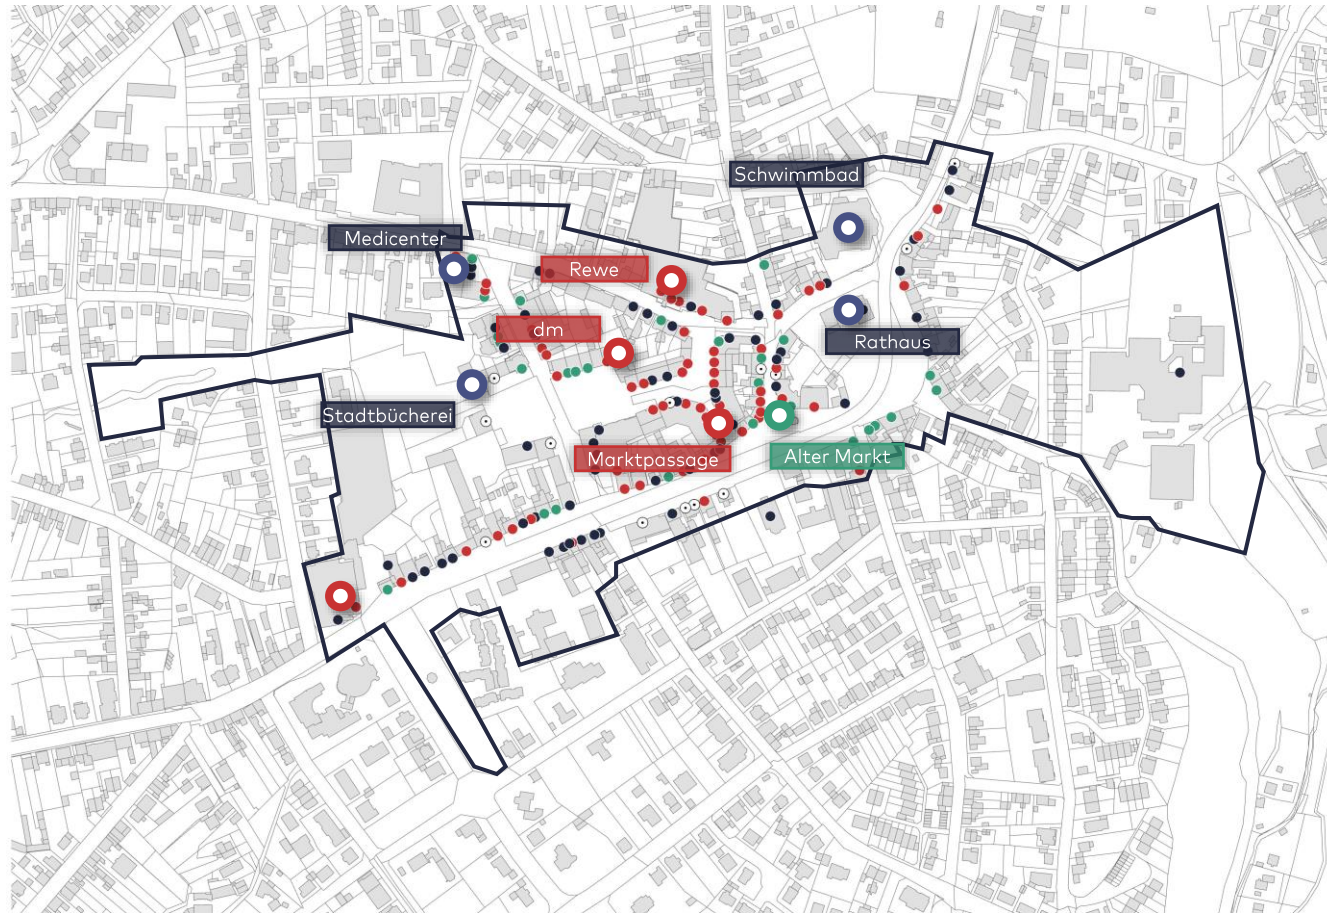 Schwimmbad
Medicenter
Rewe
dm
Rathaus
Stadtbücherei
Marktpassage
Alter Markt